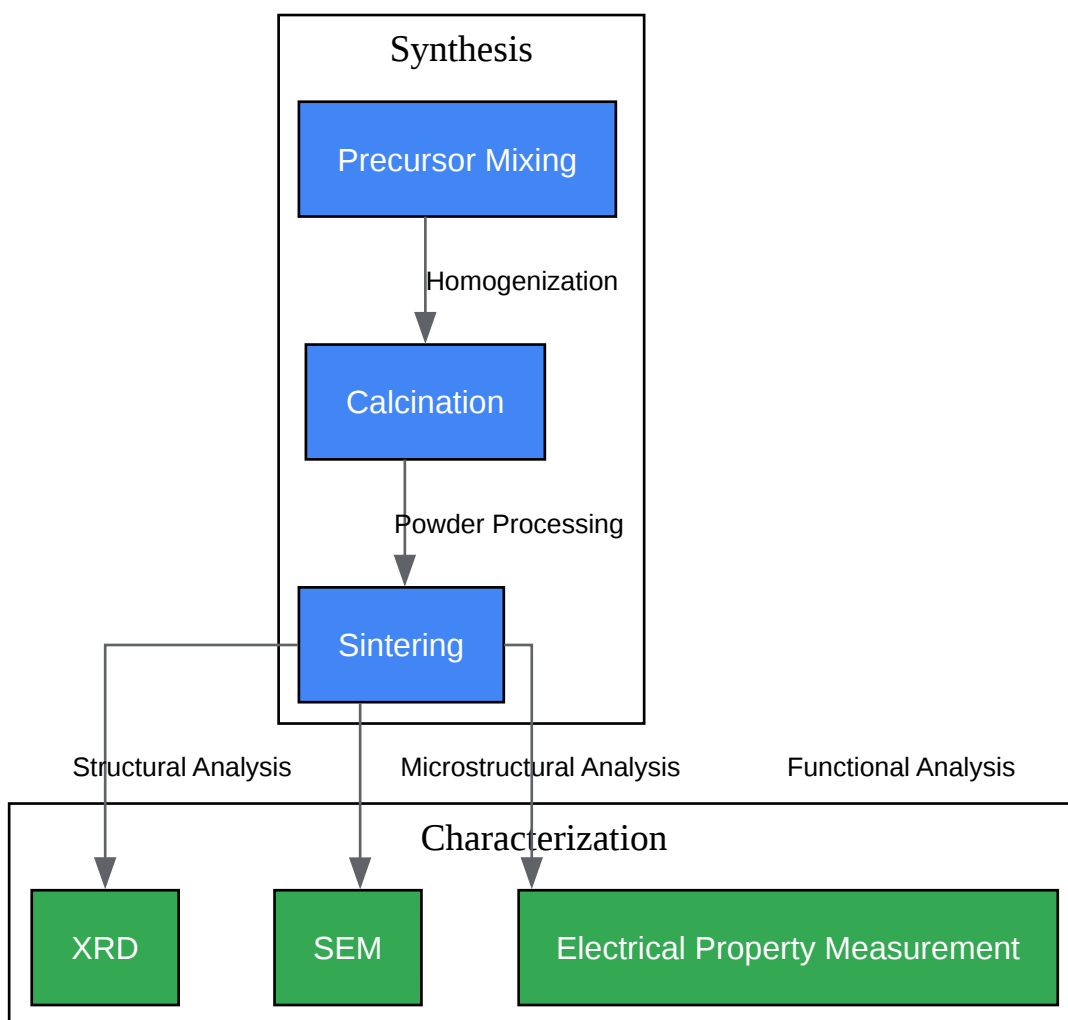 Synthesis
Precursor Mixing
Homogenization
Calcination
Powder Processing
Sintering
Structural Analysis
Microstructural Analysis
Functional Analysis
Characterization
XRD
SEM
Electrical Property Measurement